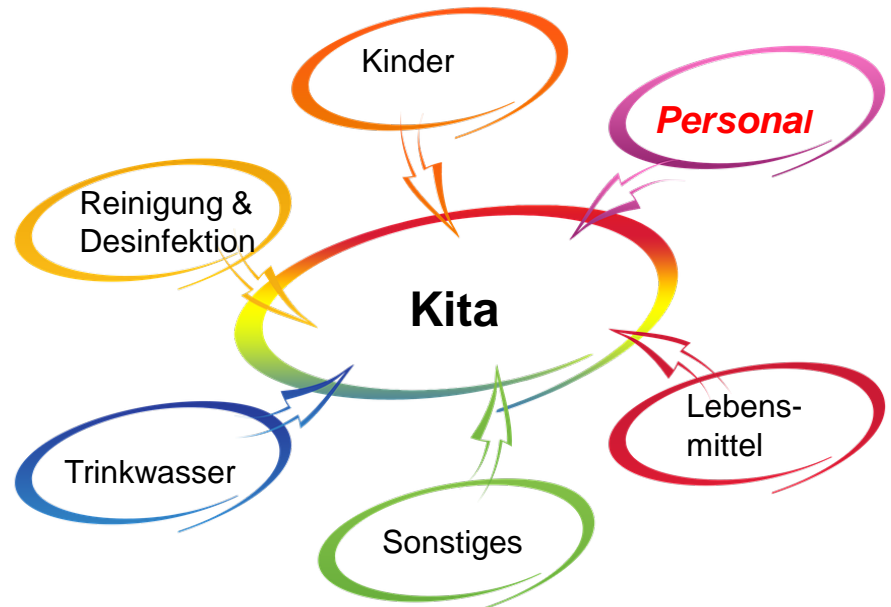 Kinder
Personal
Reinigung &
Desinfektion
Kita
Lebens-
mittel
Trinkwasser
Sonstiges